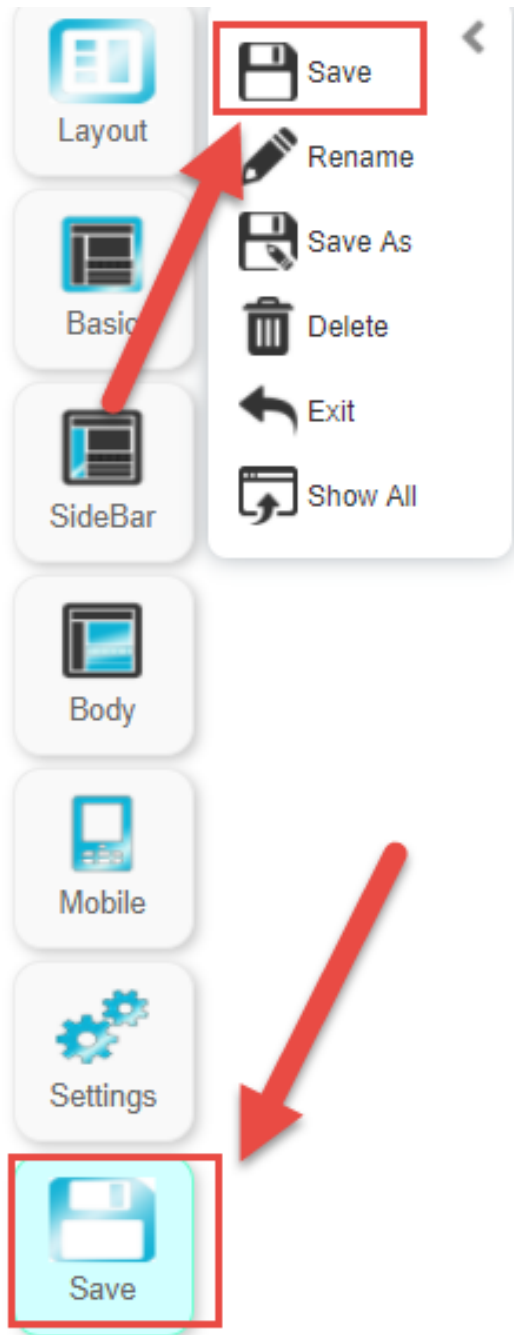 Layout
Basic
SideBar
Body
Mobile
Settings
Save
Save
Rename
Save As
Delete
Exit
Show All